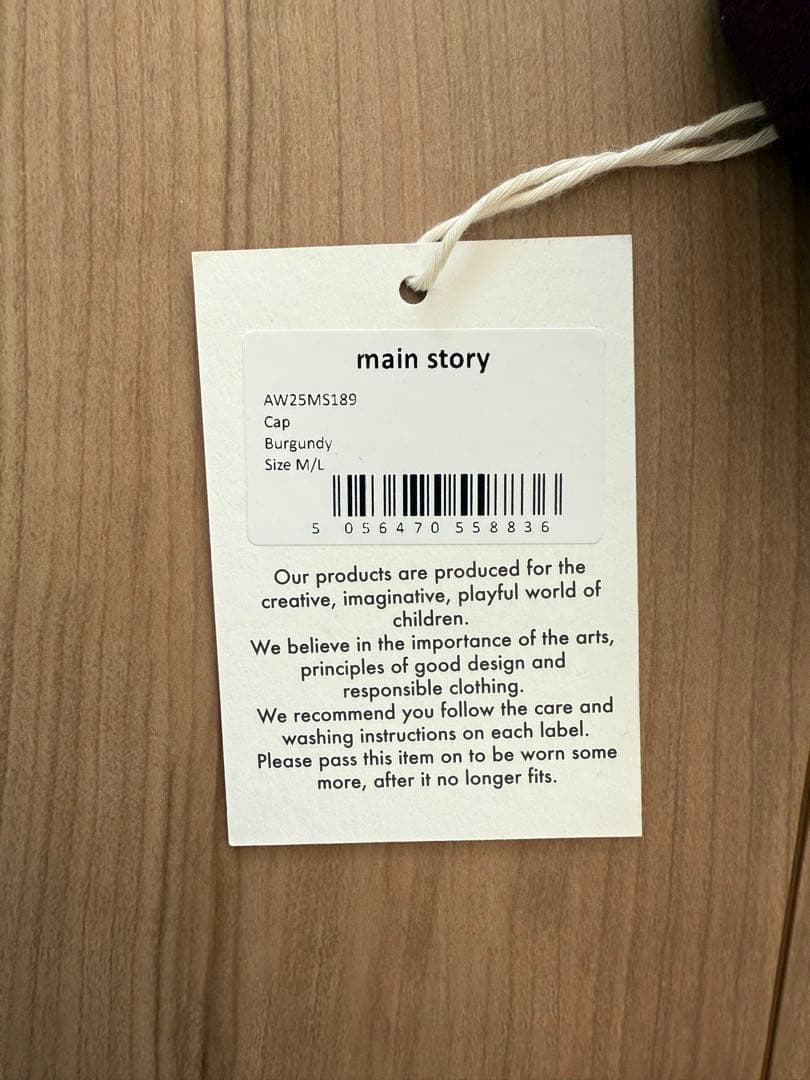 main story
AW25MS189
Cap
Burgundy
Size M/L
5 056470 558836
Our products are produced for the
creative, imaginative, playful world of
children.
We believe in the importance of the arts,
principles of good design and
responsible clothing.
We recommend you follow the care and
washing instructions on each label.
Please pass this item on to be worn some
more, after it no longer fits.